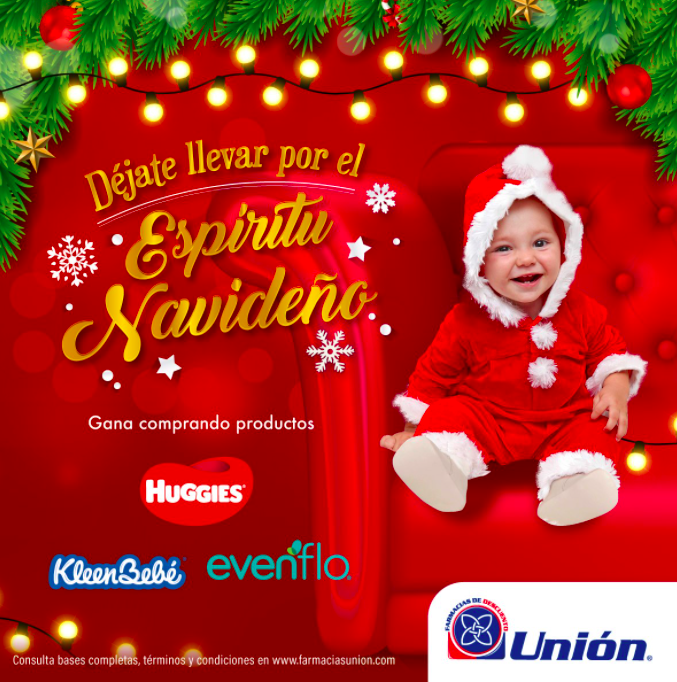 Déjate llevar por el
Espíritu
Navideño
Gana comprando productos
HUGGIES
KleenBebé
evenflo
FARMACIAS DE DESCUENTO
Unión
Consulta bases completas, términos y condiciones en www.farmaciasunion.com